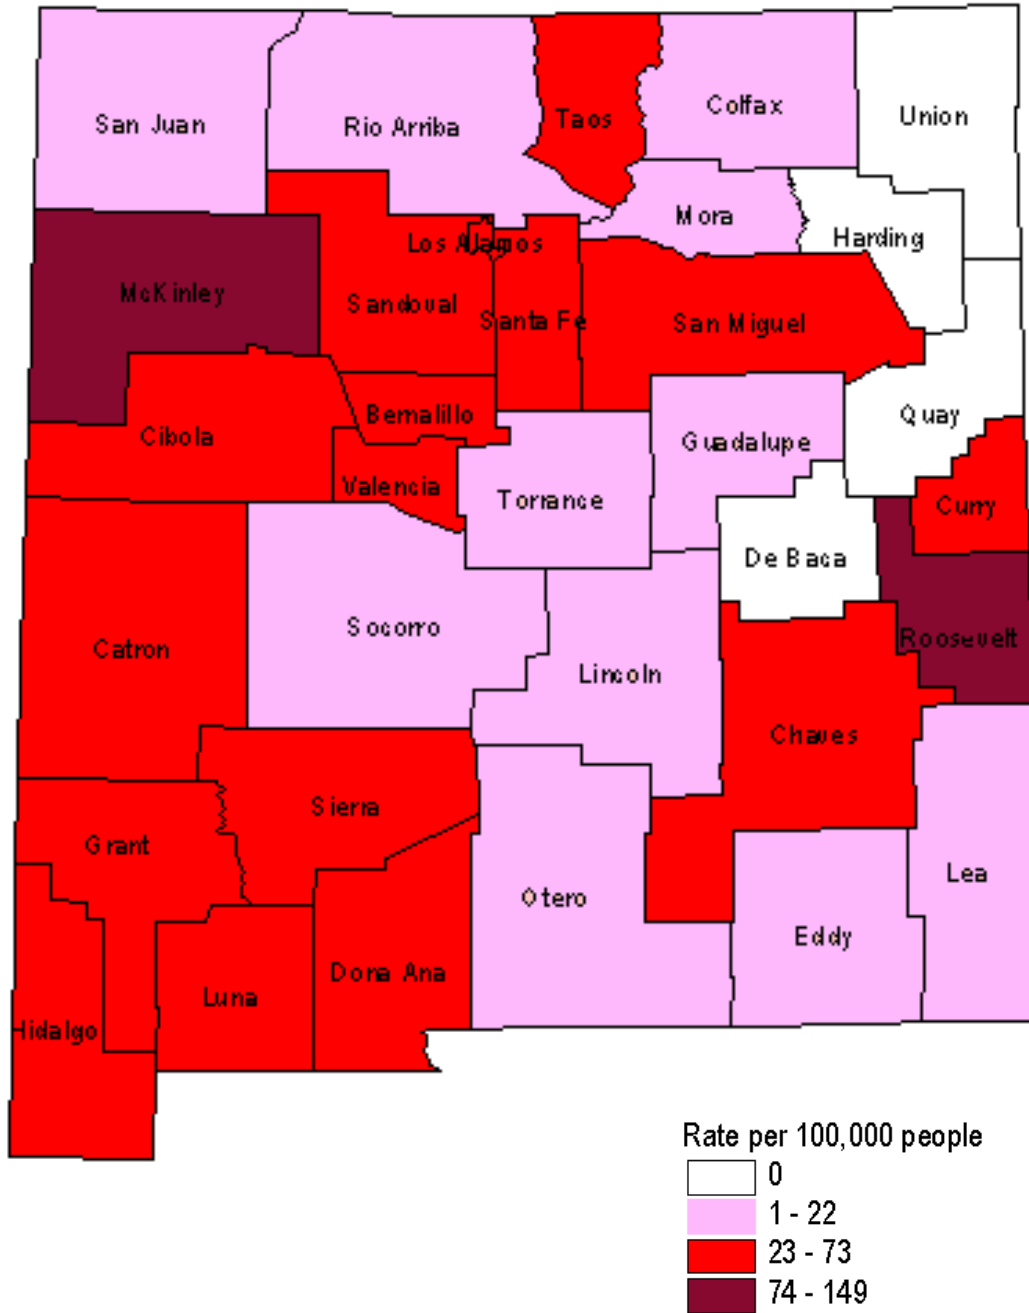 San Juan
Rio Arriba
Taos
Colfax
Union
Mora
Harding
Los Alamos
McKinley
Sandoval
Santa Fe
San Miguel
Bernalillo
Quay
Cibola
Guadalupe
Valencia
Torrance
Curry
De Baca
Socorro
Roosevelt
Catron
Lincoln
Chaves
Sierra
Grant
Lea
Otero
Eddy
Dona Ana
Luna
Hidalgo
Rate per 100,000 people
0
1 - 22
23 - 73
74 - 149